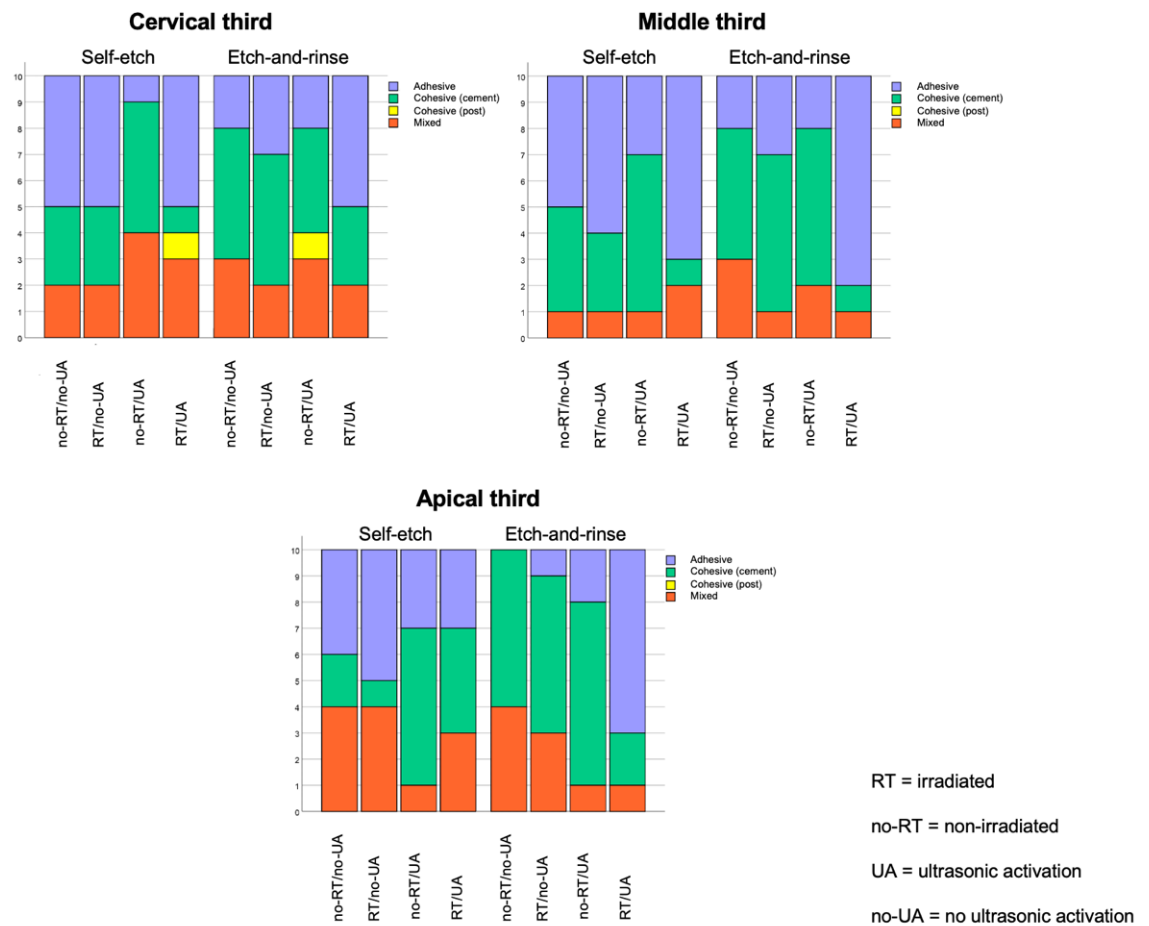 Cervical third
Self-etch Etch-and-rinse
10
9
8
7
6
5
4
3
2
1
0
Adhesive
Cohesive (cement)
Cohesive (post)
Mixed
no-RT/no-UA
RT/no-UA
no-RT/UA
RT/UA
no-RT/no-UA
RT/no-UA
no-RT/UA
RT/UA
Middle third
Self-etch Etch-and-rinse
10
9
8
7
6
5
4
3
2
1
0
Adhesive
Cohesive (cement)
Cohesive (post)
Mixed
no-RT/no-UA
RT/no-UA
no-RT/UA
RT/UA
no-RT/no-UA
RT/no-UA
no-RT/UA
RT/UA
Apical third
Self-etch Etch-and-rinse
10
9
8
7
6
5
4
3
2
1
0
Adhesive
Cohesive (cement)
Cohesive (post)
Mixed
no-RT/no-UA
RT/no-UA
no-RT/UA
RT/UA
no-RT/no-UA
RT/no-UA
no-RT/UA
RT/UA
RT = irradiated
no-RT = non-irradiated
UA = ultrasonic activation
no-UA = no ultrasonic activation